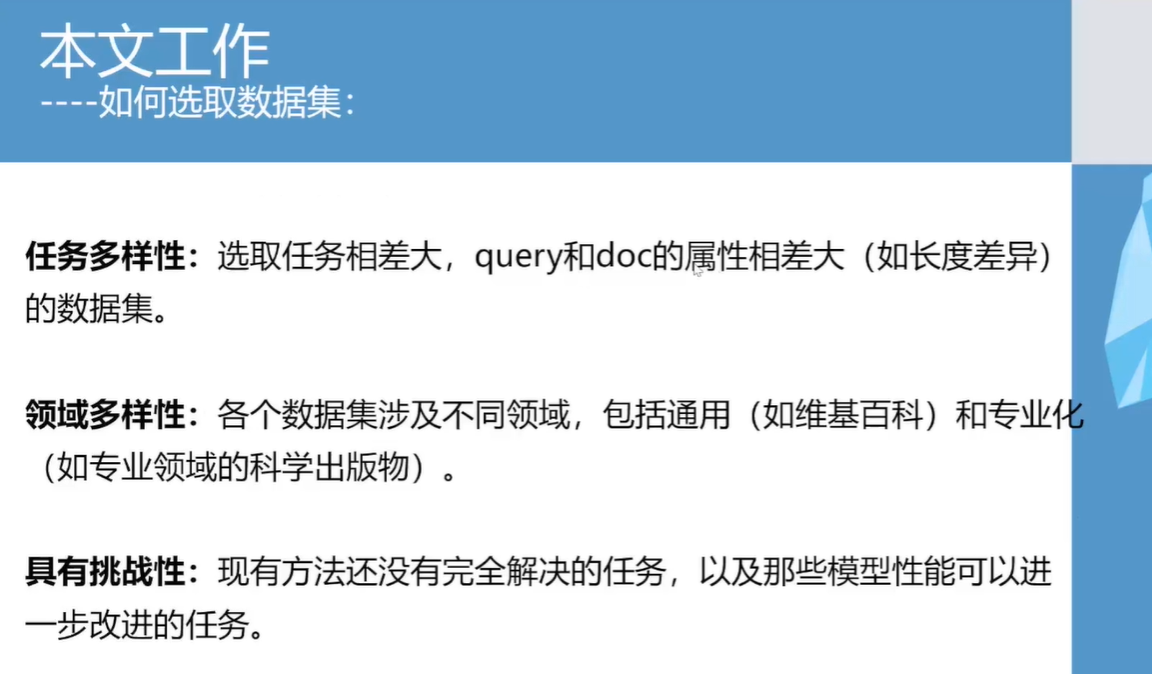 本文工作
----如何选取数据集：
任务多样性：选取任务相差大，query和doc的属性相差大（如长度差异）
的数据集。
领域多样性：各个数据集涉及不同领域，包括通用（如维基百科）和专业化
（如专业领域的科学出版物）。
具有挑战性：现有方法还没有完全解决的任务，以及那些模型性能可以进
一步改进的任务。